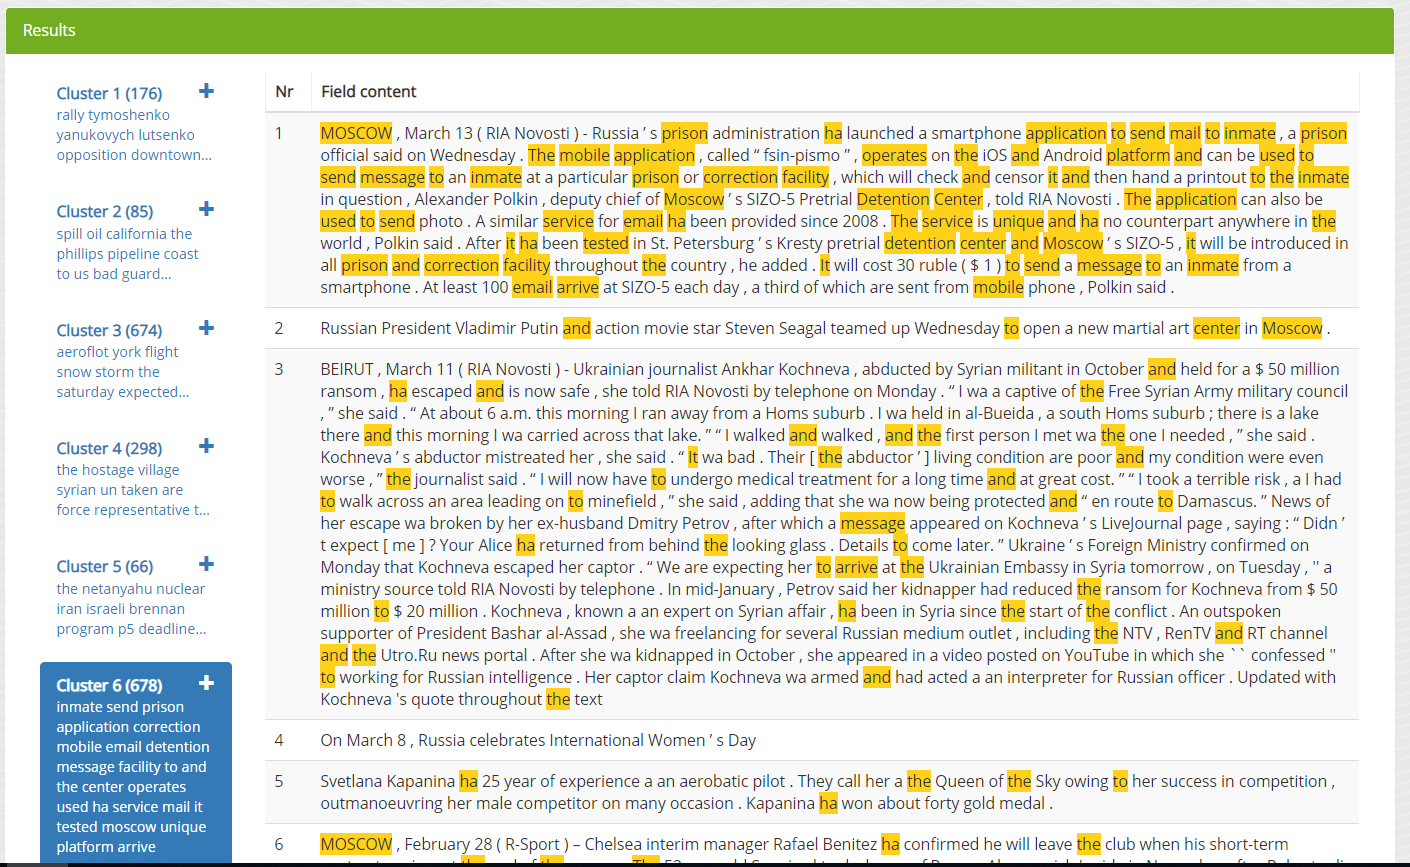 Results
Cluster 1 (176)
rally tymoshenko
yanukovych lutsenko
opposition downtown...
Cluster 2 (85)
spill oil california the
phillips pipeline coast
to us bad guard...
Cluster 3 (674)
aeroflot york flight
snow storm the
saturday expected...
Cluster 4 (298)
the hostage village
syrian un taken are
force representative t...
Cluster 5 (66)
the netanyahu nuclear
iran israeli brennan
program p5 deadline...
Cluster 6 (678)
inmate send prison
application correction
mobile email detention
message facility to and
the center operates
used ha service mail it
tested moscow unique
platform arrive
Nr Field content
1 MOSCOW , March 13 ( RIA Novosti ) - Russia ’ s prison administration ha launched a smartphone application to send mail to inmate , a prison
official said on Wednesday . The mobile application , called “ fsin-pismo ” , operates on the iOS and Android platform and can be used to
send message to an inmate at a particular prison or correction facility , which will check and censor it and then hand a printout to the inmate
in question , Alexander Polkin , deputy chief of Moscow ’ s SIZO-5 Pretrial Detention Center , told RIA Novosti . The application can also be
used to send photo . A similar service for email ha been provided since 2008 . The service is unique and ha no counterpart anywhere in the
world , Polkin said . After it ha been tested in St. Petersburg ’ s Kresty pretrial detention center and Moscow ’ s SIZO-5 , it will be introduced in
all prison and correction facility throughout the country , he added . It will cost 30 ruble ( $ 1 ) to send a message to an inmate from a
smartphone . At least 100 email arrive at SIZO-5 each day , a third of which are sent from mobile phone , Polkin said .
2 Russian President Vladimir Putin and action movie star Steven Seagal teamed up Wednesday to open a new martial art center in Moscow .
3 BEIRUT , March 11 ( RIA Novosti ) - Ukrainian journalist Ankhar Kochneva , abducted by Syrian militant in October and held for a $ 50 million
ransom , ha escaped and is now safe , she told RIA Novosti by telephone on Monday . “ I wa a captive of the Free Syrian Army military council
, ” she said . “ At about 6 a.m. this morning I ran away from a Homs suburb . I wa held in al-Bueida , a south Homs suburb ; there is a lake
there and this morning I wa carried across that lake. ” “ I walked and walked , and the first person I met wa the one I needed , ” she said .
Kochneva ’ s abductor mistreated her , she said . “ It wa bad . Their [ the abductor ’ ] living condition are poor and my condition were even
worse , ” the journalist said . “ I will now have to undergo medical treatment for a long time and at great cost. ” “ I took a terrible risk , a I had
to walk across an area leading on to minefield , ” she said , adding that she wa now being protected and “ en route to Damascus. ” News of
her escape wa broken by her ex-husband Dmitry Petrov , after which a message appeared on Kochneva ’ s LiveJournal page , saying : “ Didn ’
t expect [ me ] ? Your Alice ha returned from behind the looking glass . Details to come later. ” Ukraine ’ s Foreign Ministry confirmed on
Monday that Kochneva escaped her captor . “ We are expecting her to arrive at the Ukrainian Embassy in Syria tomorrow , on Tuesday , '' a
ministry source told RIA Novosti by telephone . In mid-January , Petrov said her kidnapper had reduced the ransom for Kochneva from $ 50
million to $ 20 million . Kochneva , known a an expert on Syrian affair , ha been in Syria since the start of the conflict . An outspoken
supporter of President Bashar al-Assad , she wa freelancing for several Russian medium outlet , including the NTV , RenTV and RT channel
and the Utro.Ru news portal . After she wa kidnapped in October , she appeared in a video posted on YouTube in which she ` ` confessed ''
to working for Russian intelligence . Her captor claim Kochneva wa armed and had acted a an interpreter for Russian officer . Updated with
Kochneva 's quote throughout the text
4 On March 8 , Russia celebrates International Women ’ s Day
5 Svetlana Kapanina ha 25 year of experience a an aerobatic pilot . They call her a the Queen of the Sky owing to her success in competition ,
outmanoeuvring her male competitor on many occasion . Kapanina ha won about forty gold medal .
6 MOSCOW , February 28 ( R-Sport ) – Chelsea interim manager Rafael Benitez ha confirmed he will leave the club when his short-term